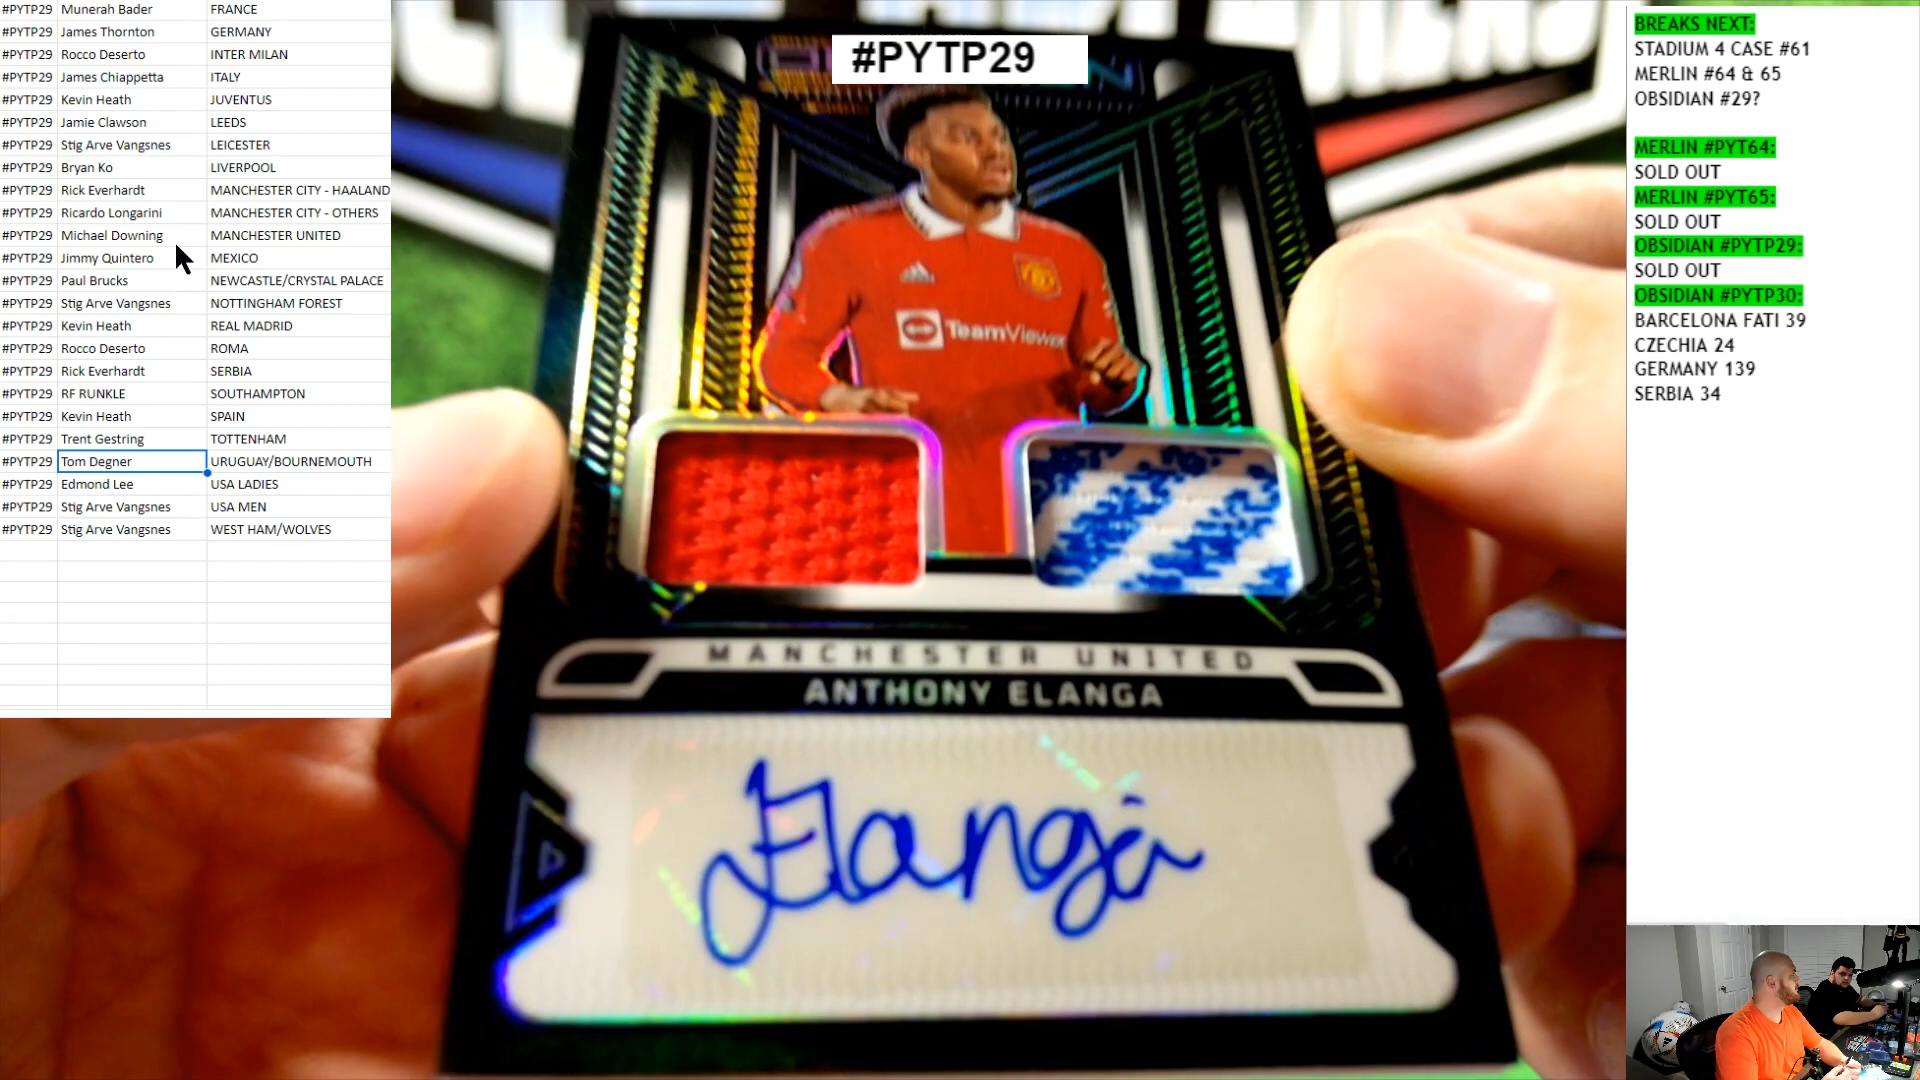 #PYTP29 Munerah Bader FRANCE
#PYTP29 James Thornton GERMANY
#PYTP29 Rocco Deserto INTER MILAN
#PYTP29 James Chiappetta ITALY
#PYTP29 Kevin Heath JUVENTUS
#PYTP29 Jamie Clawson LEEDS
#PYTP29 Stig Arve Vangsnes LEICESTER
#PYTP29 Bryan Ko LIVERPOOL
#PYTP29 Rick Everhardt MANCHESTER CITY - HAALAND
#PYTP29 Ricardo Longarini MANCHESTER CITY - OTHERS
#PYTP29 Michael Downing MANCHESTER UNITED
#PYTP29 Jimmy Quintero MEXICO
#PYTP29 Paul Brucks NEWCASTLE/CRYSTAL PALACE
#PYTP29 Stig Arve Vangsnes NOTTINGHAM FOREST
#PYTP29 Kevin Heath REAL MADRID
#PYTP29 Rocco Deserto ROMA
#PYTP29 Rick Everhardt SERBIA
#PYTP29 RF RUNKLE SOUTHAMPTON
#PYTP29 Kevin Heath SPAIN
#PYTP29 Trent Gestring TOTTENHAM
#PYTP29 Tom Degner URUGUAY/BOURNEMOUTH
#PYTP29 Edmond Lee USA LADIES
#PYTP29 Stig Arve Vangsnes USA MEN
#PYTP29 Stig Arve Vangsnes WEST HAM/WOLVES
#PYTP29
TeamViewer
MANCHESTER UNITED
ANTHONY ELANGA
Elanga
BREAKS NEXT:
STADIUM 4 CASE #61
MERLIN #64 & 65
OBSIDIAN #29?
MERLIN #PYT64:
SOLD OUT
MERLIN #PYT65:
SOLD OUT
OBSIDIAN #PYTP29:
SOLD OUT
OBSIDIAN #PYTP30:
BARCELONA FATI 39
CZECHIA 24
GERMANY 139
SERBIA 34